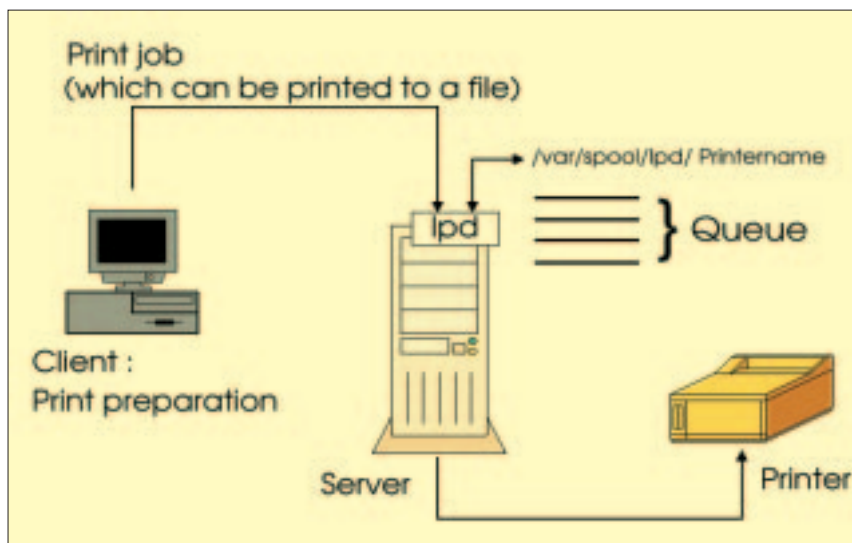 Print job
(which can be printed to a file)
/var/spool/lpd/ Printername
lpd
Queue
Client :
Print preparation
Server
Printer